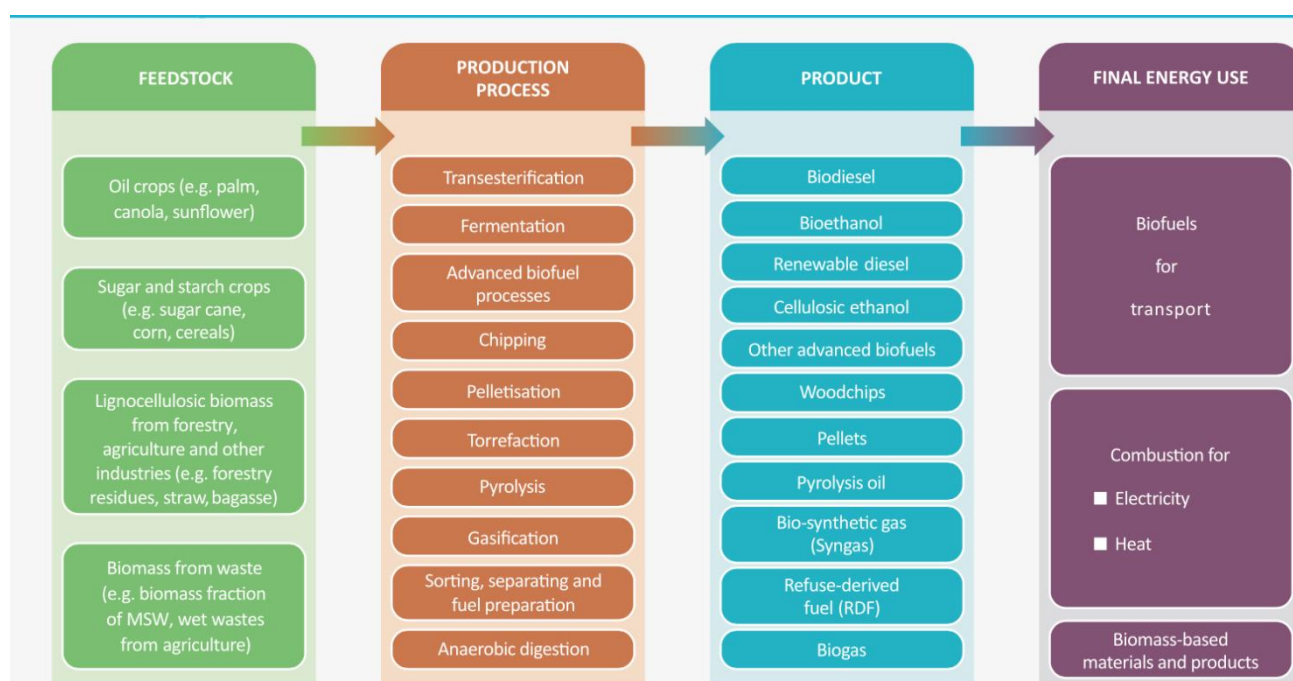 FEEDSTOCK
Oil crops (e.g. palm,
canola, sunflower)
Sugar and starch crops
(e.g. sugar cane,
corn, cereals)
Lignocellulosic biomass
from forestry,
agriculture and other
industries (e.g. forestry
residues, straw, bagasse)
Biomass from waste
(e.g. biomass fraction
of MSW, wet wastes
from agriculture)
PRODUCTION
PROCESS
Transesterification
Fermentation
Advanced biofuel
processes
Chipping
Pelletisation
Torrefaction
Pyrolysis
Gasification
Sorting, separating and
fuel preparation
Anaerobic digestion
PRODUCT
Biodiesel
Bioethanol
Renewable diesel
Cellulosic ethanol
Other advanced biofuels
Woodchips
Pellets
Pyrolysis oil
Bio-synthetic gas
(Syngas)
Refuse-derived
fuel (RDF)
Biogas
FINAL ENERGY USE
Biofuels
for
transport
Combustion for
Electricity
Heat
Biomass-based
materials and products